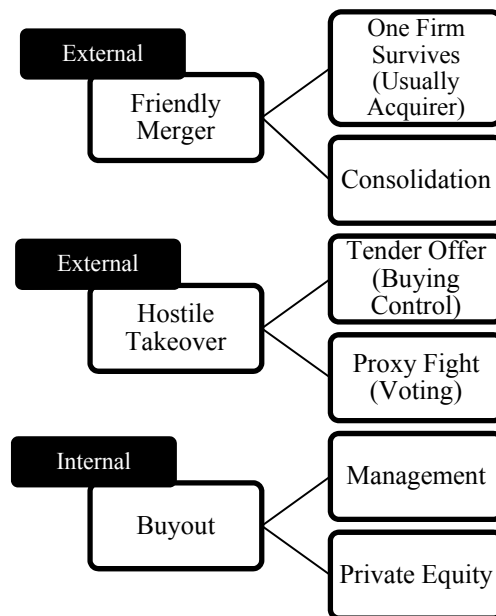 External
Friendly
Merger
One Firm
Survives
(Usually
Acquirer)
Consolidation
External
Hostile
Takeover
Tender Offer
(Buying
Control)
Proxy Fight
(Voting)
Internal
Buyout
Management
Private Equity